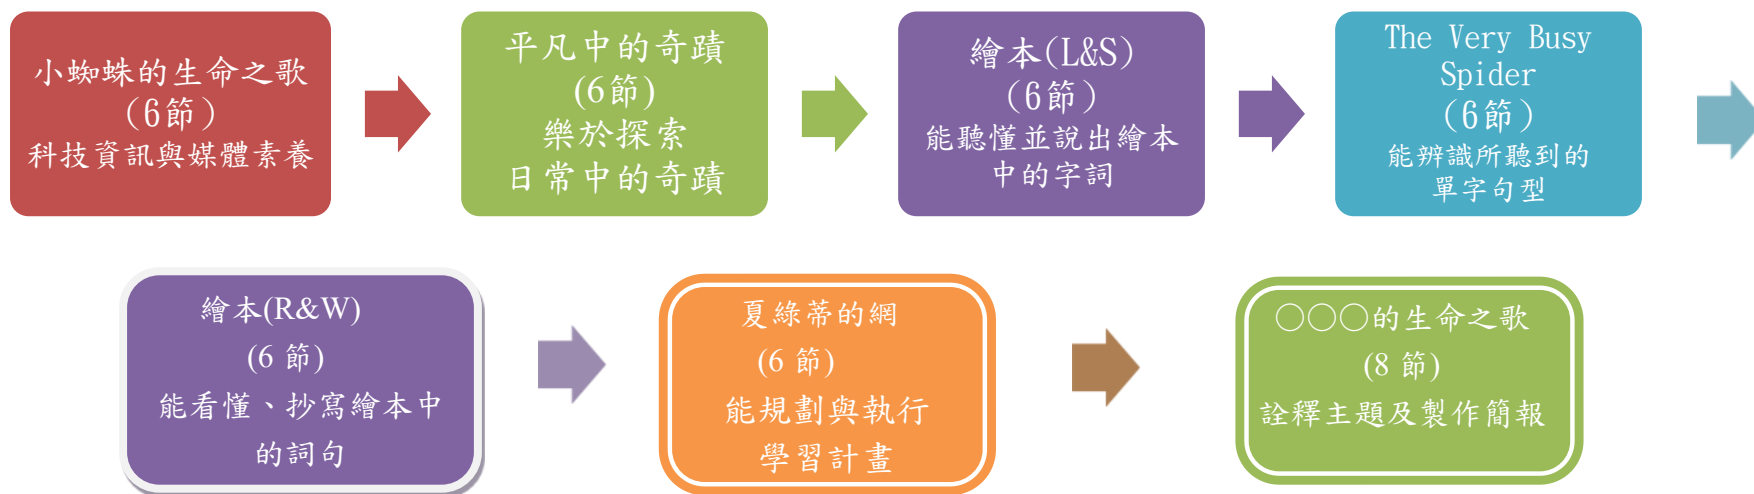 小蜘蛛的生命之歌
(6節)
科技資訊與媒體素養
平凡中的奇蹟
(6節)
樂於探索
日常中的奇蹟
繪本(L&S)
(6節)
能聽懂並說出繪本
中的字詞
The Very Busy
Spider
(6節)
能辨識所聽到的
單字句型
繪本(R&W)
(6 節)
能看懂、抄寫繪本中
的詞句
夏綠蒂的網
(6 節)
能規劃與執行
學習計畫
○○○的生命之歌
(8 節)
詮釋主題及製作簡報